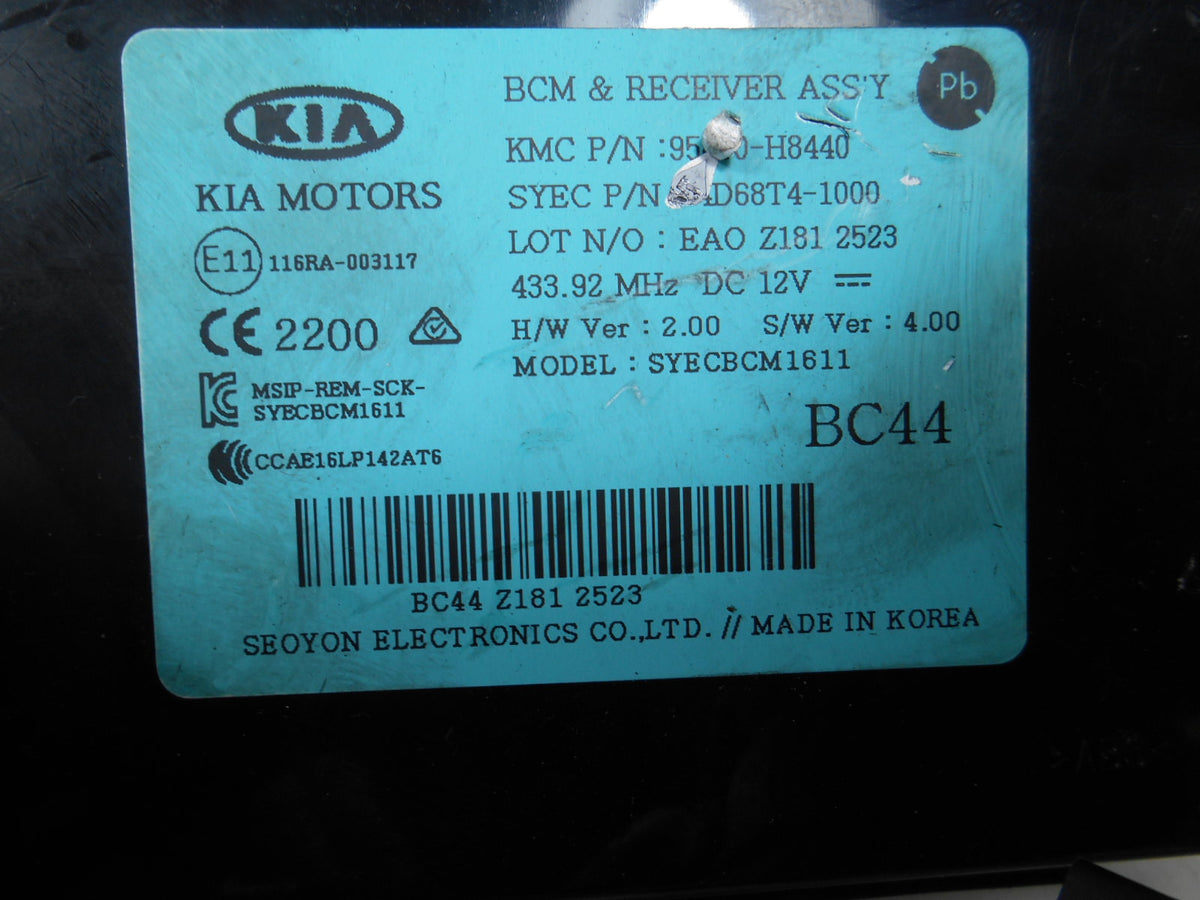 KIA
KIA MOTORS
E11 116RA-003117
CE 2200
MSIP-REM-SCK-
SYECBCM1611
CCAE16LP142AT6
BCM & RECEIVER ASS'Y
Pb
KMC P/N :
SYEC P/N
LOT N/O : EAO Z181 2523
433.92 MHz DC 12V
H/W Ver : 2.00 S/W Ver : 4.00
MODEL : SYECBCM1611
BC44
BC44 Z181 2523
SEOYON ELECTRONICS CO.,LTD. // MADE IN KOREA